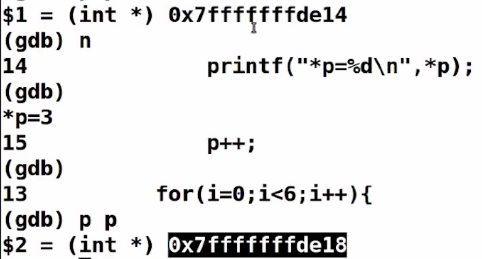 $1 = (int *) 0x7fffffffde14
(gdb) n
14 printf("*p=%d\n",*p);
(gdb)
*p=3
15 p++;
(gdb)
13 for(i=0;i<6;i++){
(gdb) p p
$2 = (int *) 0x7fffffffde18